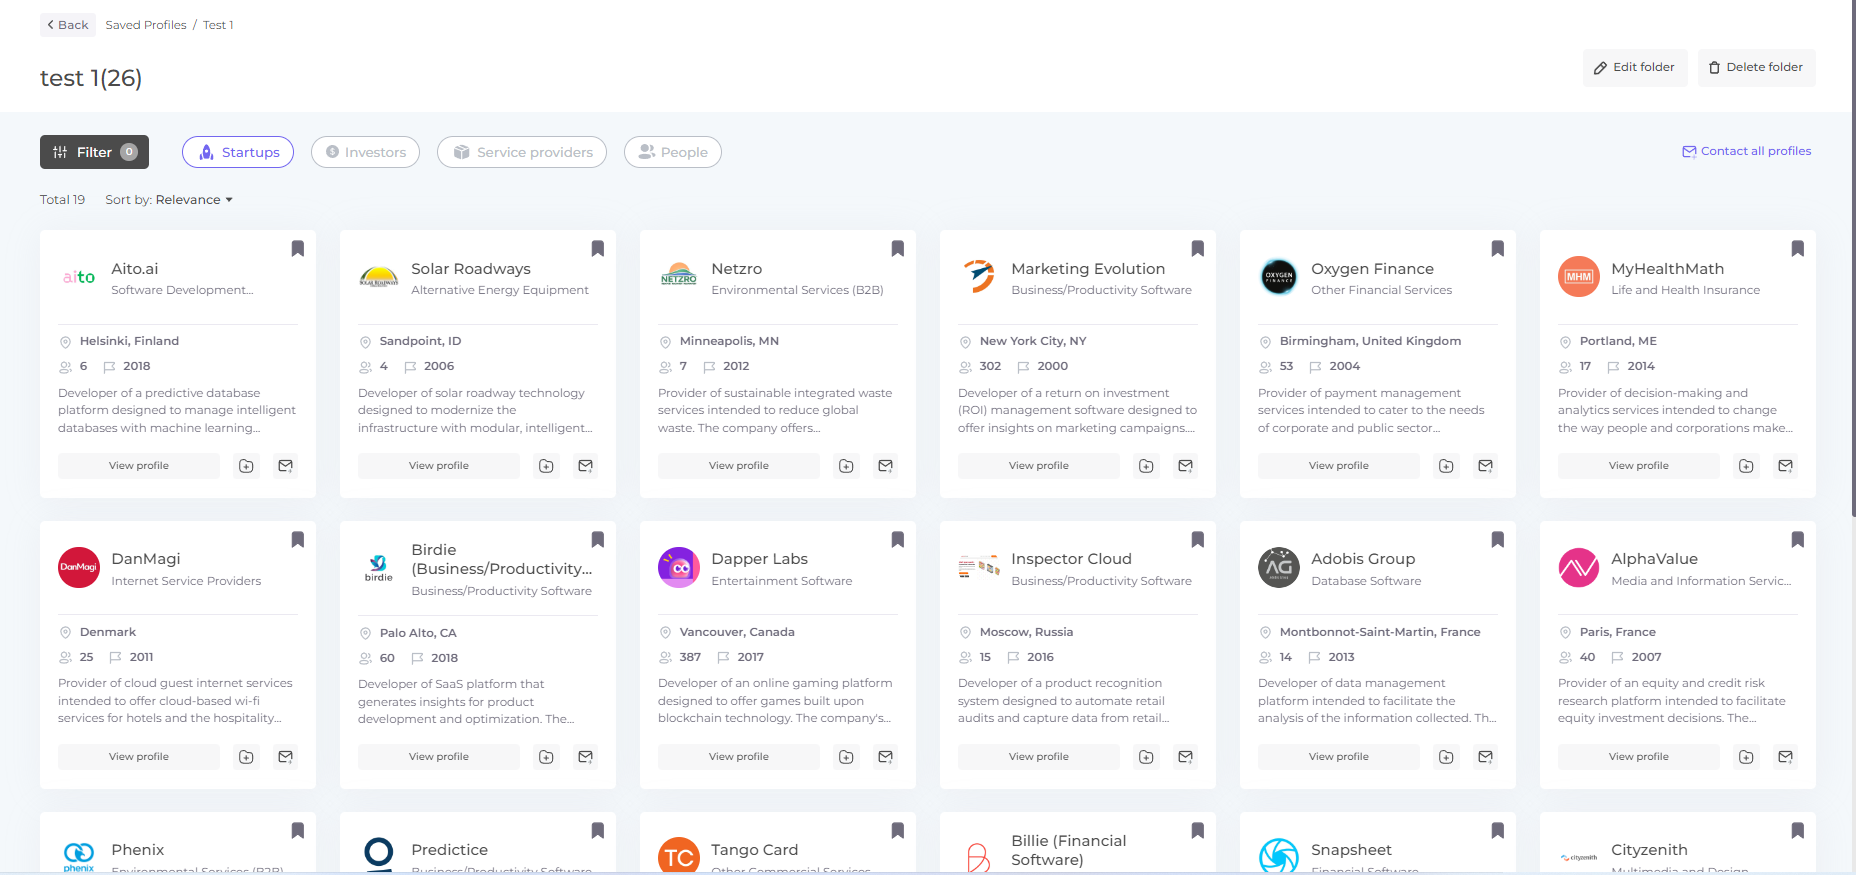 Back Saved Profiles / Test 1
test 1(26)
Edit folder Delete folder
Filter 0 Startups Investors Service providers People Contact all profiles
Total 19 Sort by: Relevance
aito
Aito.ai
Software Development...
Helsinki, Finland
6 2018
Developer of a predictive database
platform designed to manage intelligent
databases with machine learning...
View profile
SOLAR ROADWAYS
Solar Roadways
Alternative Energy Equipment
Sandpoint, ID
4 2006
Developer of solar roadway technology
designed to modernize the
infrastructure with modular, intelligent...
View profile
NETZRO
Netzro
Environmental Services (B2B)
Minneapolis, MN
7 2012
Provider of sustainable integrated waste
services intended to reduce global
waste. The company offers...
View profile
Marketing Evolution
Business/Productivity Software
New York City, NY
302 2000
Developer of a return on investment
(ROI) management software designed to
offer insights on marketing campaigns....
View profile
OXYGEN
FINANCE
Oxygen Finance
Other Financial Services
Birmingham, United Kingdom
53 2004
Provider of payment management
services intended to cater to the needs
of corporate and public sector...
View profile
MHM
MyHealthMath
Life and Health Insurance
Portland, ME
17 2014
Provider of decision-making and
analytics services intended to change
the way people and corporations make...
View profile
DanMagi
DanMagi
Internet Service Providers
Denmark
25 2011
Provider of cloud guest internet services
intended to offer cloud-based wi-fi
services for hotels and the hospitality...
View profile
birdie
Birdie
(Business/Productivity...
Business/Productivity Software
Palo Alto, CA
60 2018
Developer of SaaS platform that
generates insights for product
development and optimization. The...
View profile
Dapper Labs
Entertainment Software
Vancouver, Canada
387 2017
Developer of an online gaming platform
designed to offer games built upon
blockchain technology. The company's...
View profile
Inspector Cloud
Business/Productivity Software
Moscow, Russia
15 2016
Developer of a product recognition
system designed to automate retail
audits and capture data from retail...
View profile
AG
Adobis Group
Database Software
Montbonnot-Saint-Martin, France
14 2013
Developer of data management
platform intended to facilitate the
analysis of the information collected. Th...
View profile
AlphaValue
Media and Information Servic...
Paris, France
40 2007
Provider of an equity and credit risk
research platform intended to facilitate
equity investment decisions. The...
View profile
phenix
Phenix
Environmental Services (B2B)
Predictice
Business/Productivity Software
TC
Tango Card
Other Commercial Services
Billie (Financial
Software)
Snapsheet
Financial Software
cityzenith
Cityzenith
Multimedia and Design